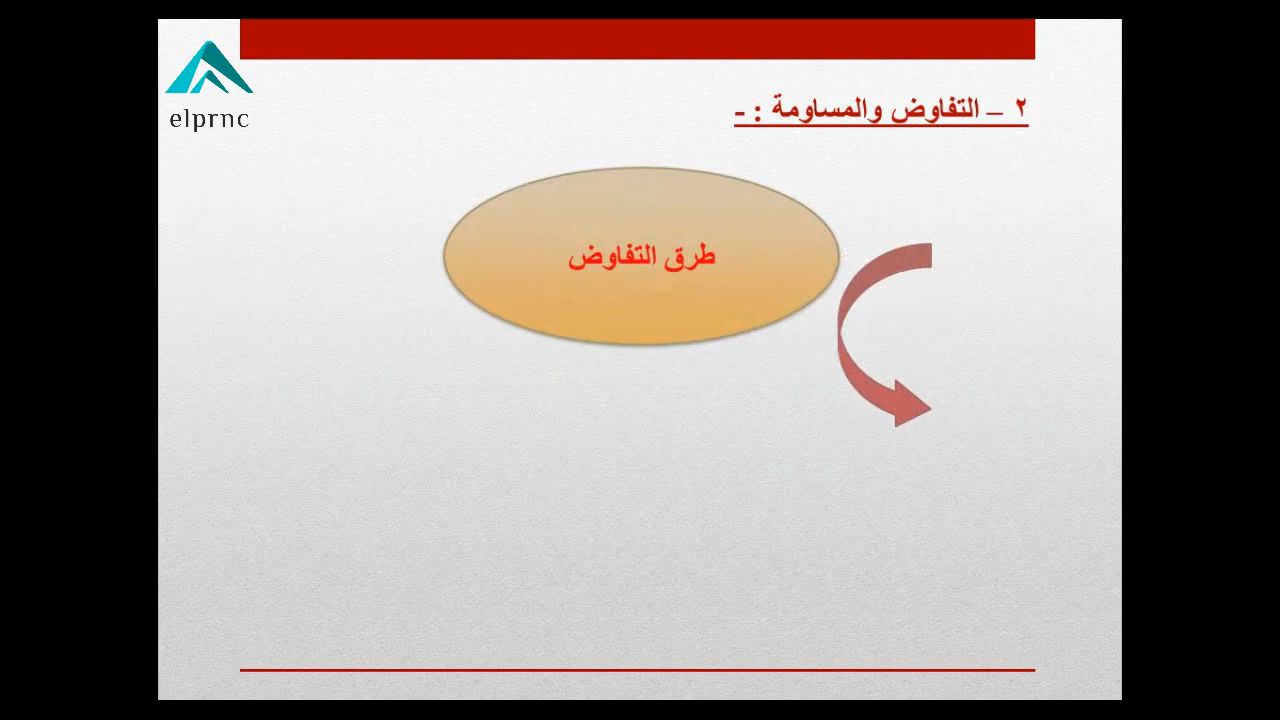 elprnc
٢ – التفاوض والمساومة : -
طرق التفاوض